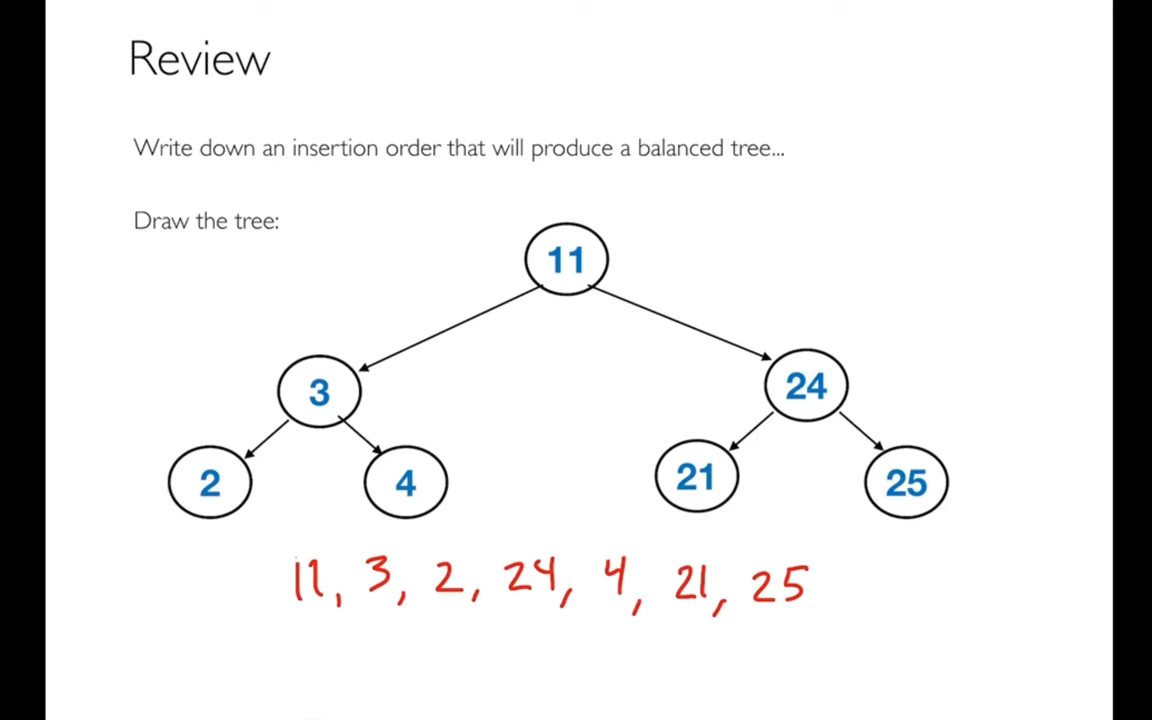 Review
Write down an insertion order that will produce a balanced tree...
Draw the tree:
11
3
24
2
4
21
25
11, 3, 2, 24, 4, 21, 25